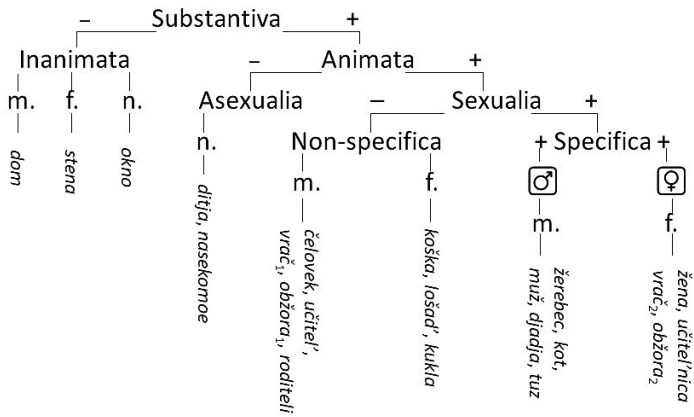 – Substantiva +
Inanimata – Animata +
m. f. n. Asexualia – Sexualia +
n. Non-specifica + Specifica +
m. f. ♂ ♀
m. f.
dom
stena
okno
ditja, nasekomoe
čelovek, učitel’,
vrač₁, obžora₁, roditeli
koška, lošad’, kukla
žerebec, kot,
muž, djadja, tuz
žena, učitel’nica
vrač₂, obžora₂